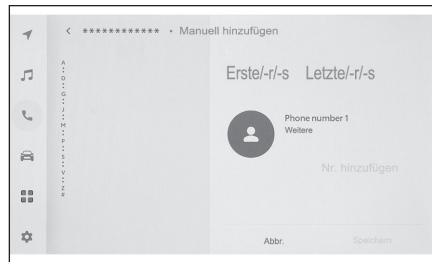 < ************ • Manuell hinzufügen
A
D
G
J
M
P
S
V
Z
#
Erste/-r/-s Letzte/-r/-s
Phone number 1
Weitere
Nr. hinzufügen
Abbr. Speichern